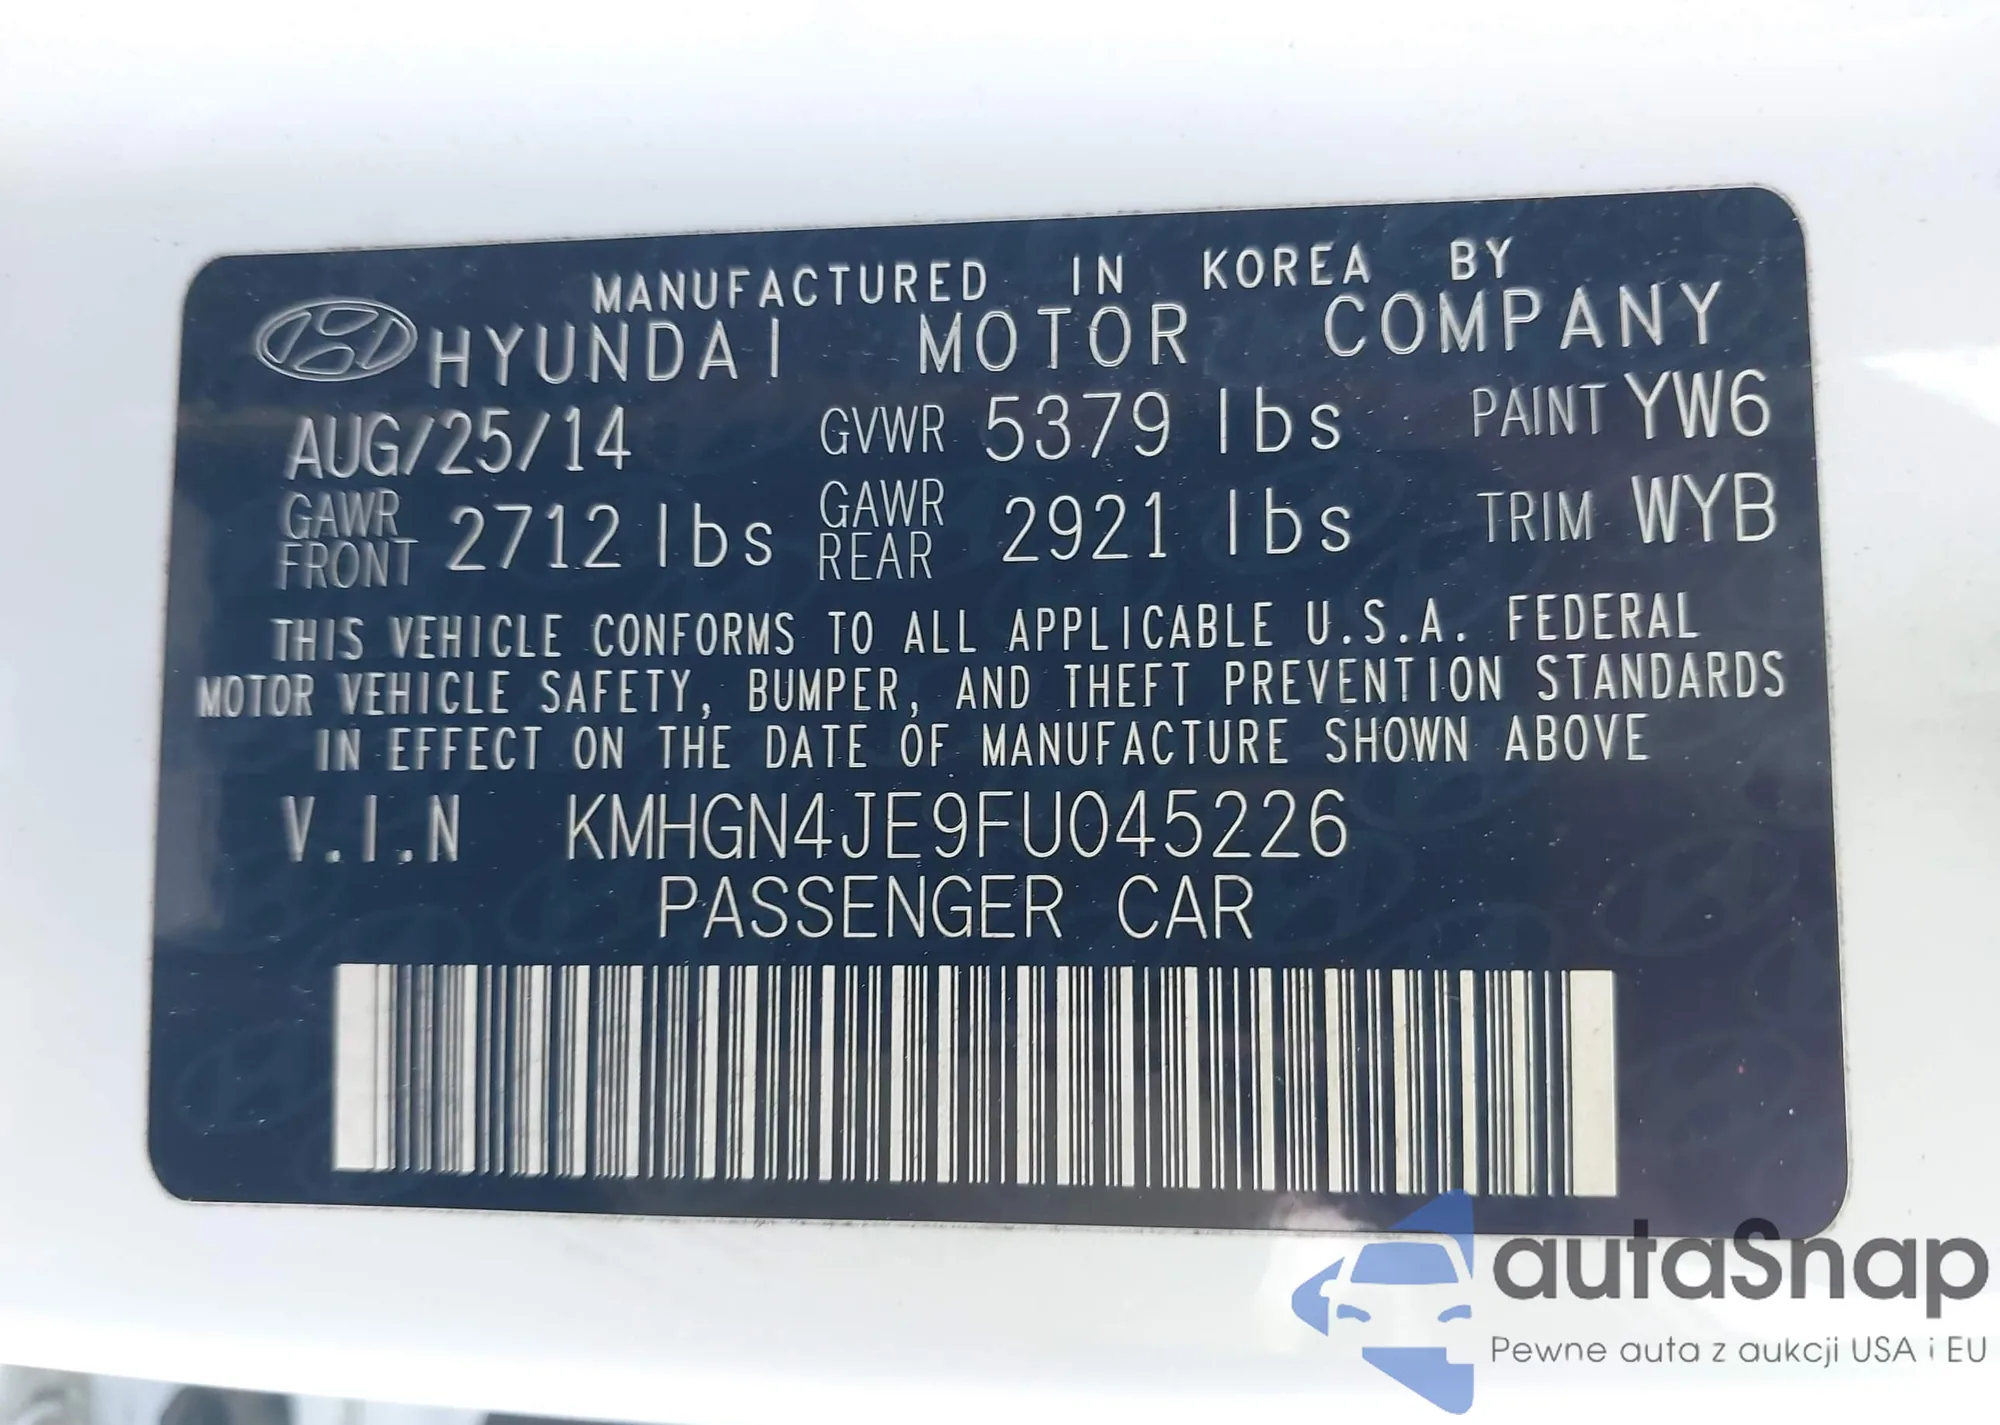 MANUFACTURED IN KOREA BY
HYUNDAI MOTOR COMPANY
AUG/25/14 GVWR 5379 lbs PAINT YW6
GAWR FRONT 2712 lbs GAWR REAR 2921 lbs TRIM WYB
THIS VEHICLE CONFORMS TO ALL APPLICABLE U.S.A. FEDERAL
MOTOR VEHICLE SAFETY, BUMPER, AND THEFT PREVENTION STANDARDS
IN EFFECT ON THE DATE OF MANUFACTURE SHOWN ABOVE
V.I.N KMHGN4JE9FU045226
PASSENGER CAR
autaSnap
Pewne auta z aukcji USA i EU